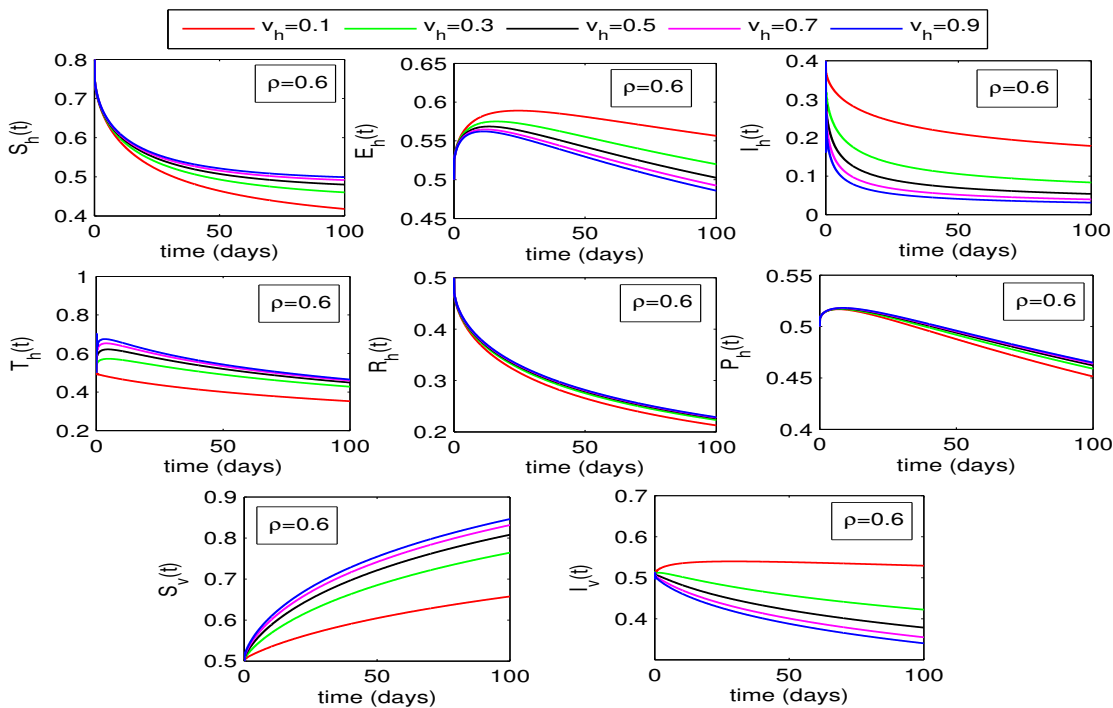 v_h=0.1 v_h=0.3 v_h=0.5 v_h=0.7 v_h=0.9
S_h(t)
0.8
0.7
0.6
0.5
0.4
ρ=0.6
0 50 100
time (days)
E_h(t)
0.65
0.55
0.5
0.45
ρ=0.6
0 50 100
time (days)
I_h(t)
0.4
0.3
0.2
0.1
0
ρ=0.6
0 50 100
time (days)
T_h(t)
1
0.8
0.6
0.4
0.2
ρ=0.6
0 50 100
time (days)
R_h(t)
0.5
0.4
0.3
0.2
ρ=0.6
0 50 100
time (days)
P_h(t)
0.55
0.5
0.45
0.4
ρ=0.6
0 50 100
time (days)
S_v(t)
0.9
0.8
0.7
0.6
0.5
ρ=0.6
0 50 100
time (days)
I_v(t)
0.7
0.6
0.5
0.4
ρ=0.6
0 50 100
time (days)